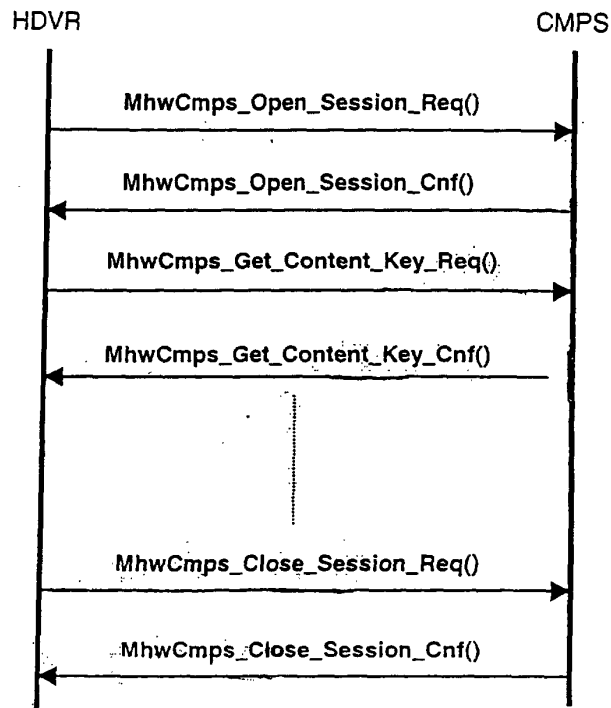 HDVR CMPS
MhwCmps_Open_Session_Req()
MhwCmps_Open_Session_Cnf()
MhwCmps_Get_Content_Key_Req()
MhwCmps_Get_Content_Key_Cnf()
MhwCmps_Close_Session_Req()
MhwCmps_Close_Session_Cnf()